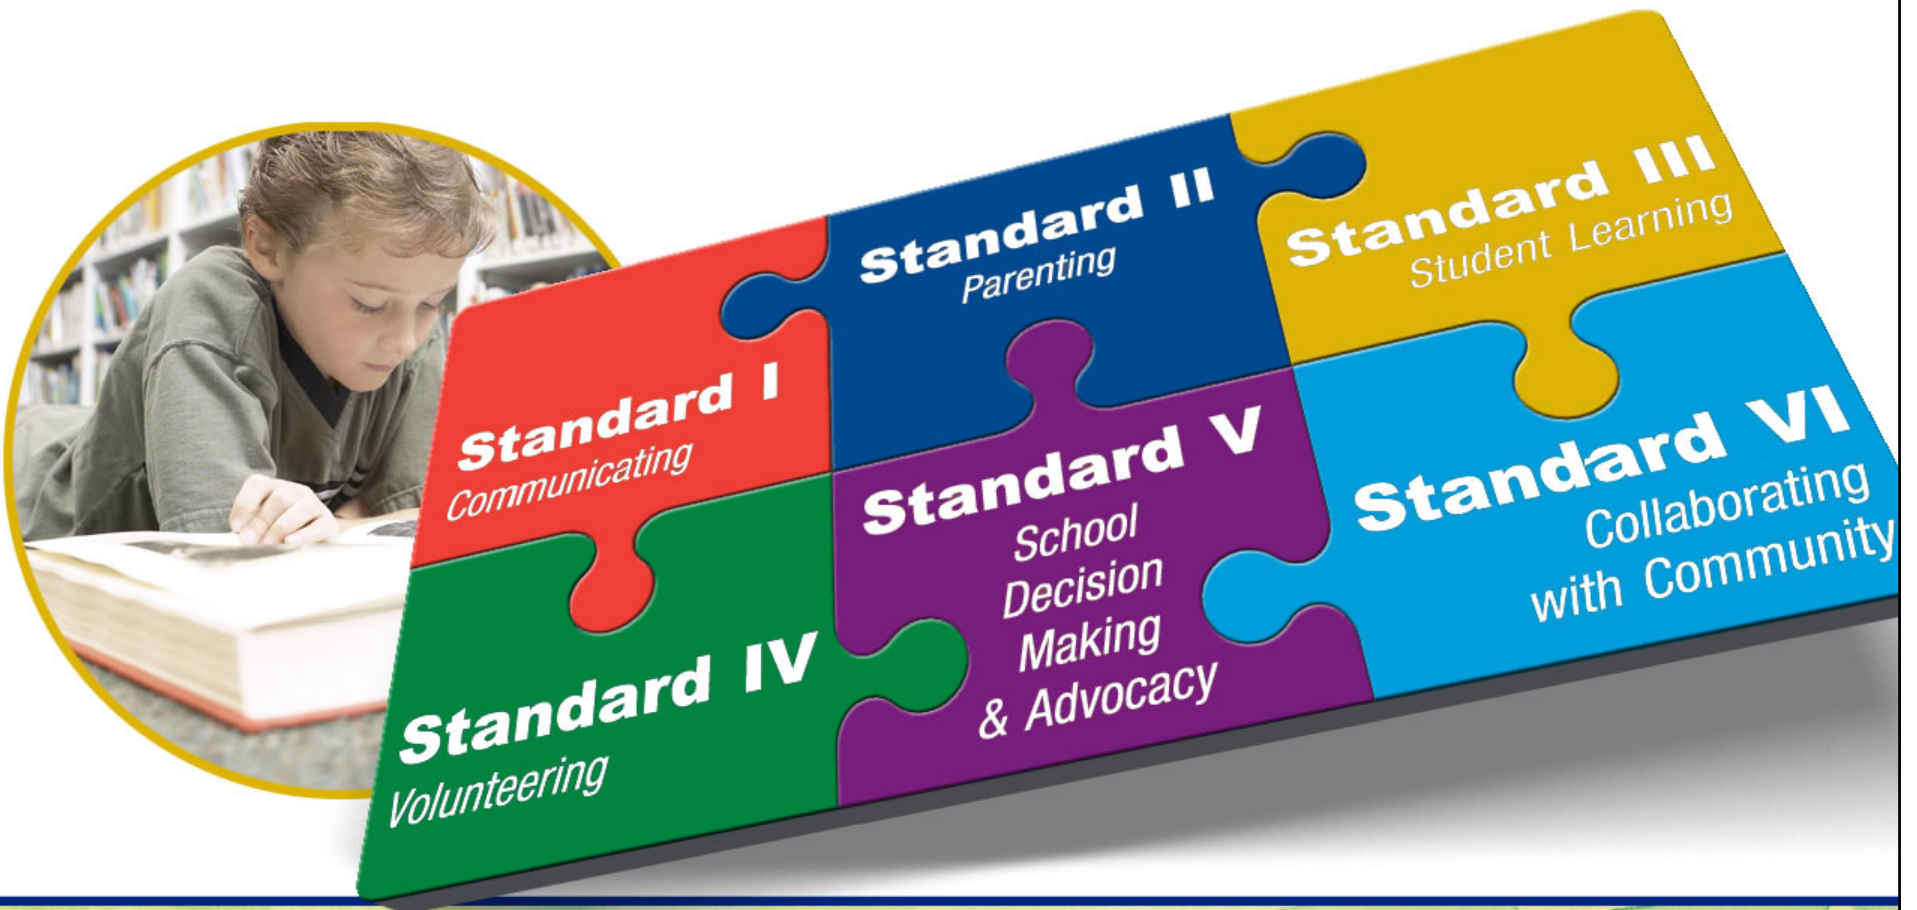 Standard I
Communicating
Standard II
Parenting
Standard III
Student Learning
Standard IV
Volunteering
Standard V
School
Decision
Making
& Advocacy
Standard VI
Collaborating
with Community